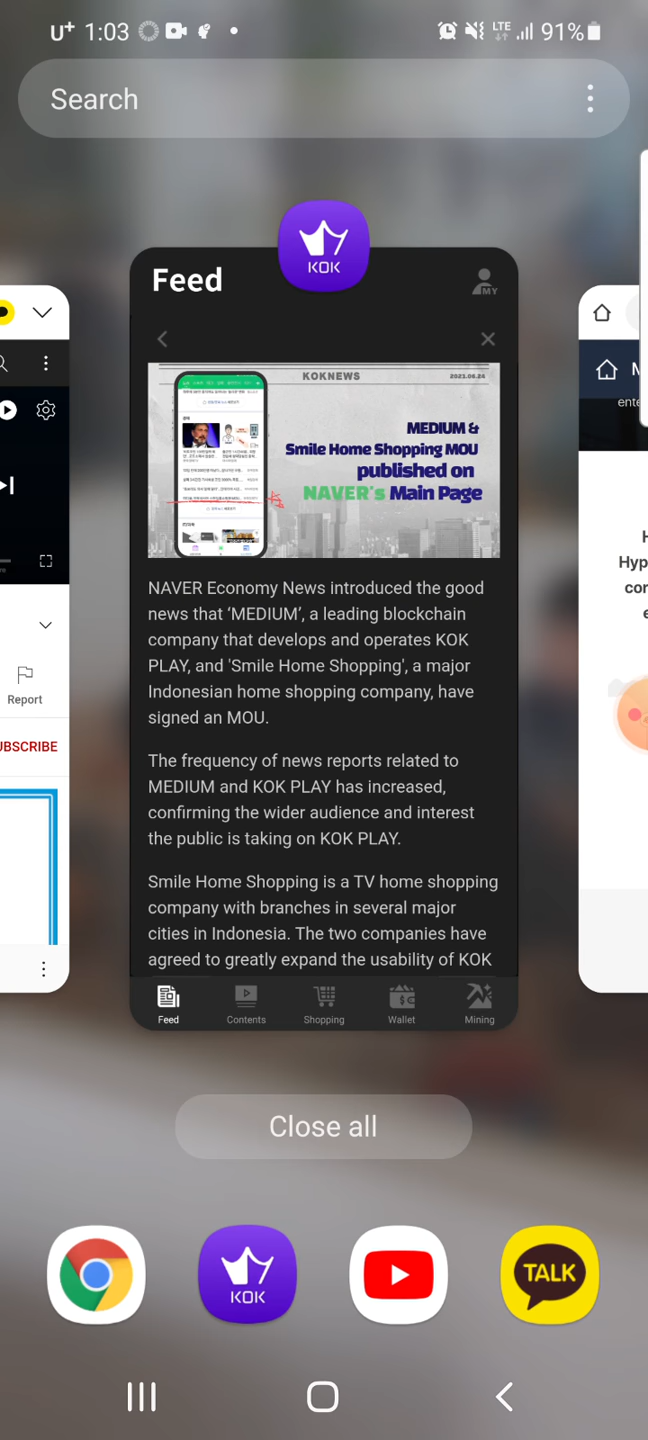 U+ 1:03
LTE 91%
Search
KOK
Feed
MY
KOKNEWS 2021.08.24
MEDIUM &
Smile Home Shopping MOU
published on
NAVER's Main Page
NAVER Economy News introduced the good
news that ‘MEDIUM’, a leading blockchain
company that develops and operates KOK
PLAY, and 'Smile Home Shopping', a major
Indonesian home shopping company, have
signed an MOU.
The frequency of news reports related to
MEDIUM and KOK PLAY has increased,
confirming the wider audience and interest
the public is taking on KOK PLAY.
Smile Home Shopping is a TV home shopping
company with branches in several major
cities in Indonesia. The two companies have
agreed to greatly expand the usability of KOK
Feed Contents Shopping Wallet Mining
Report
UBSCRIBE
M
ente
H
Hyp
cor
e
Close all
KOK
TALK